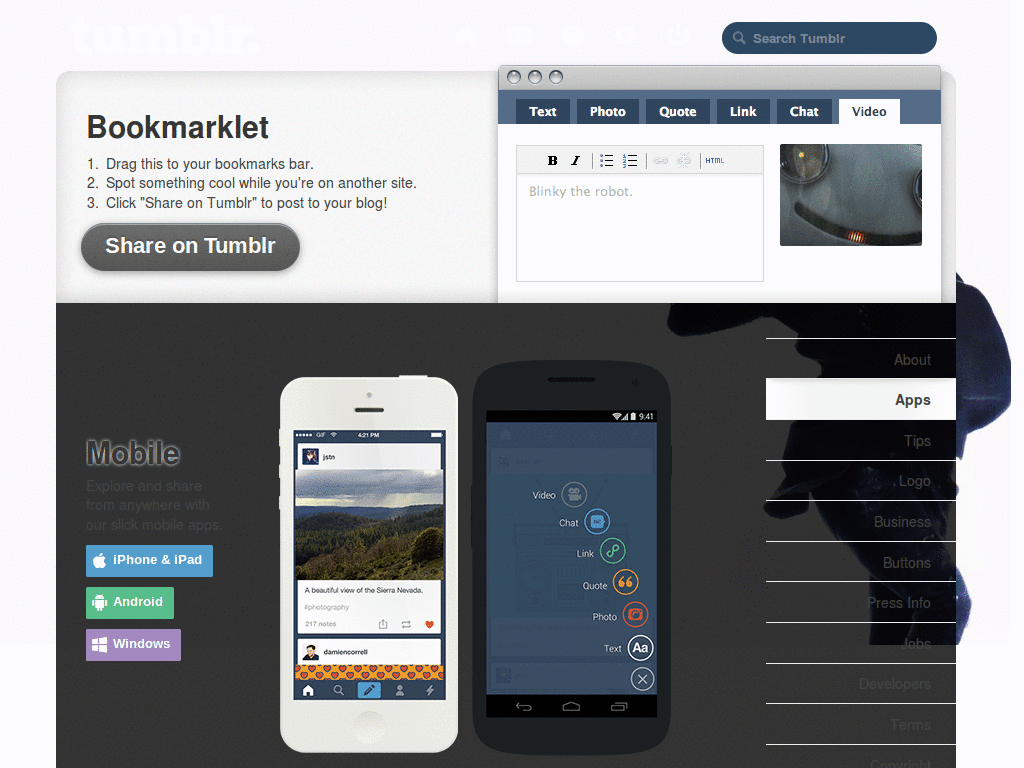 tumblr.
Search Tumblr
Bookmarklet
1. Drag this to your bookmarks bar.
2. Spot something cool while you're on another site.
3. Click "Share on Tumblr" to post to your blog!
Share on Tumblr
Text Photo Quote Link Chat Video
B I HTML
Blinky the robot.
Mobile
Explore and share
from anywhere with
our slick mobile apps.
iPhone & iPad
Android
Windows
GIF 4:21 PM
jstn
A beautiful view of the Sierra Nevada.
#photography
217 notes
damiencorrell
9:41
Video
Chat
Link
Quote
Photo
Text Aa
About
Apps
Tips
Logo
Business
Buttons
Press Info
Jobs
Developers
Terms
Copyright